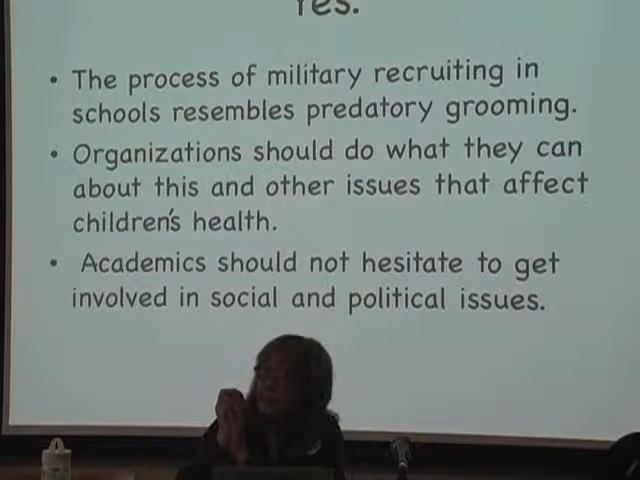 Yes.
• The process of military recruiting in
schools resembles predatory grooming.
• Organizations should do what they can
about this and other issues that affect
children's health.
• Academics should not hesitate to get
involved in social and political issues.